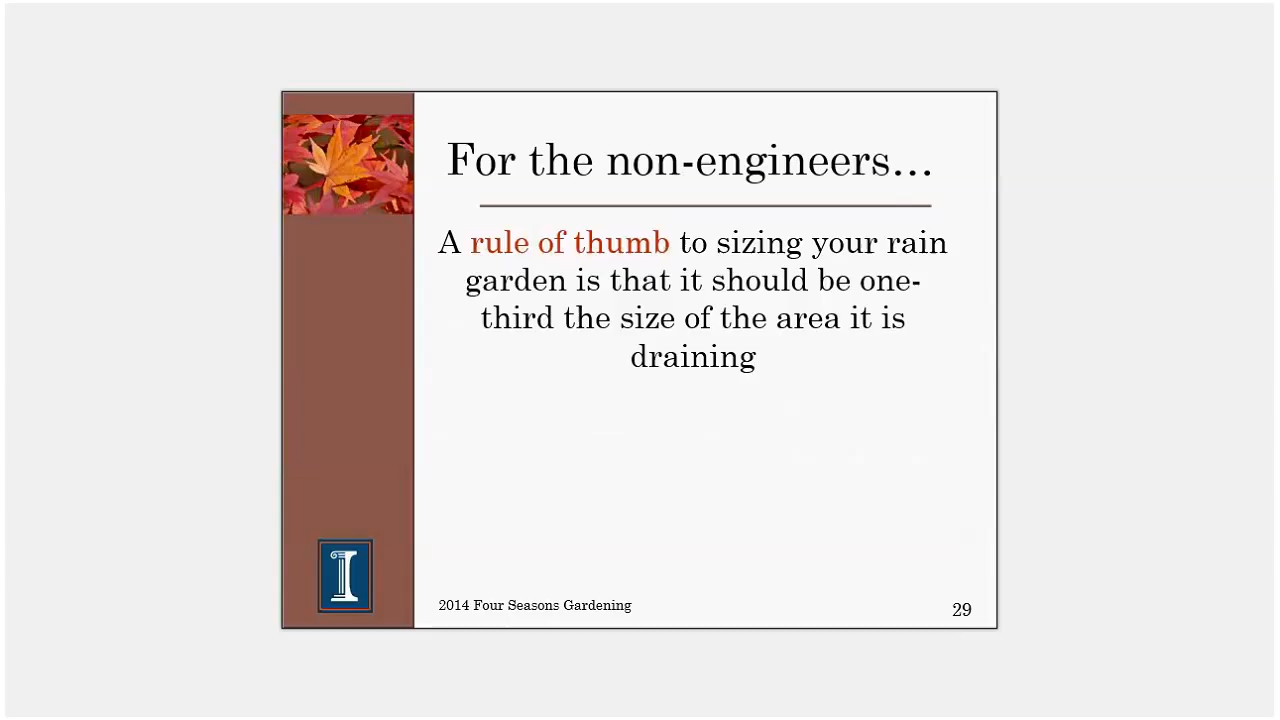 For the non-engineers...
A rule of thumb to sizing your rain
garden is that it should be one-
third the size of the area it is
draining
I
2014 Four Seasons Gardening
29